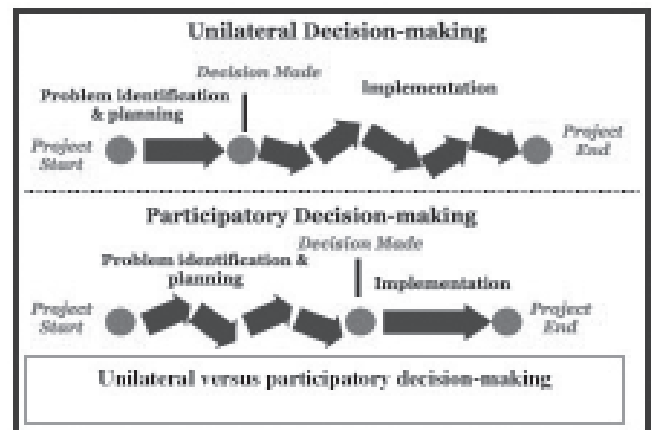 Unilateral Decision-making
Decision Made
Problem identification
& planning
Implementation
Project
Start
Project
End
Participatory Decision-making
Decision Made
Problem identification &
planning
Implementation
Project
Start
Project
End
Unilateral versus participatory decision-making